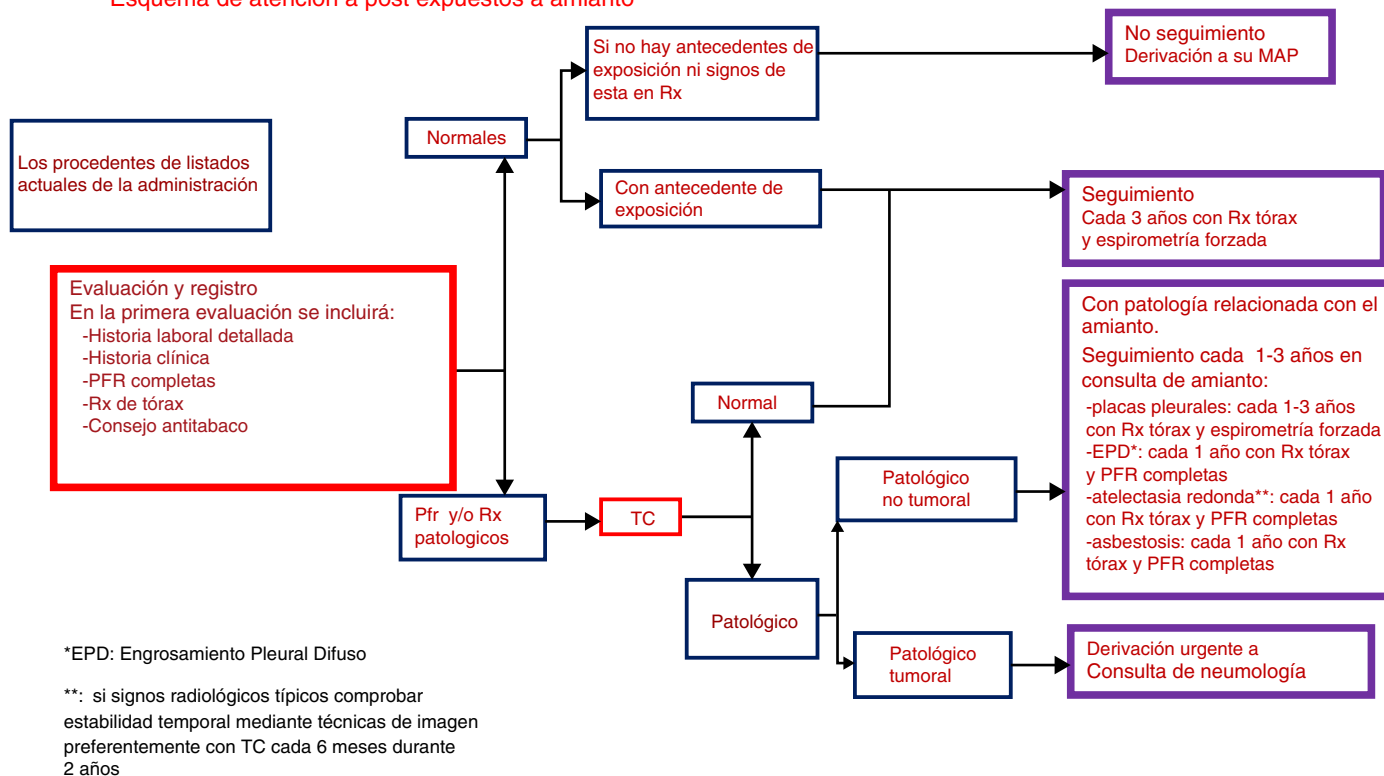 Esquema de atención a post expuestos a amianto
Los procedentes de listados
actuales de la administración
Evaluación y registro
En la primera evaluación se incluirá:
-Historia laboral detallada
-Historia clínica
-PFR completas
-Rx de tórax
-Consejo antitabaco
Normales
Pfr y/o Rx
patologicos
Si no hay antecedentes de
exposición ni signos de
esta en Rx
Con antecedente de
exposición
TC
Normal
Patológico
Patológico
no tumoral
Patológico
tumoral
No seguimiento
Derivación a su MAP
Seguimiento
Cada 3 años con Rx tórax
y espirometría forzada
Con patología relacionada con el
amianto.
Seguimiento cada 1-3 años en
consulta de amianto:
-placas pleurales: cada 1-3 años
con Rx tórax y espirometría forzada
-EPD*: cada 1 año con Rx tórax
y PFR completas
-atelectasia redonda**: cada 1 año
con Rx tórax y PFR completas
-asbestosis: cada 1 año con Rx
tórax y PFR completas
Derivación urgente a
Consulta de neumología
*EPD: Engrosamiento Pleural Difuso
**: si signos radiológicos típicos comprobar
estabilidad temporal mediante técnicas de imagen
preferentemente con TC cada 6 meses durante
2 años